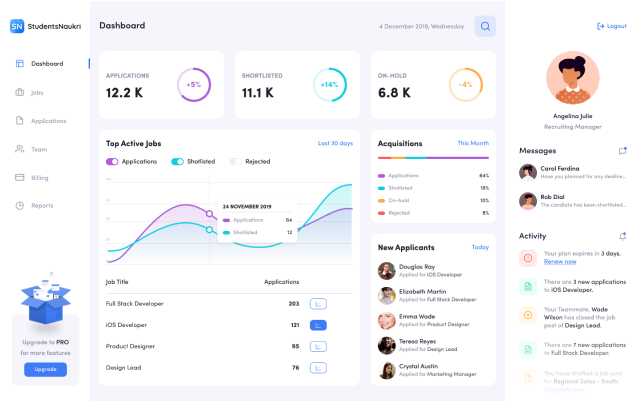 SN StudentsNaukri
Dashboard
Jobs
Applications
Team
Billing
Reports
Upgrade to PRO
for more features
Upgrade
Dashboard
4 December 2019, Wednesday
APPLICATIONS
12.2 K
+5%
SHORTLISTED
11.1 K
+14%
ON-HOLD
6.8 K
-4%
Top Active Jobs
Last 30 days
Applications
Shotlisted
Rejected
24 NOVEMBER 2019
Applications 64
Shotlisted 12
Job Title Applications
Full Stack Developer 203
iOS Developer 121
Product Designer 95
Design Lead 76
Acquisitions
This Month
Applications 64%
Shotlisted 18%
On-hold 10%
Rejected 8%
New Applicants
Today
Douglas Ray
Applied for iOS Developer
Elizabeth Martin
Applied for Full Stack Developer
Emma Wade
Applied for Product Designer
Teresa Reyes
Applied for Design Lead
Crystal Austin
Applied for Marketing Manager
Logout
Angelina Julie
Recruiting Manager
Messages
Carol Ferdina
Have you planned for any deadline...
Rob Dial
The candiate has been shortlisted...
Activity
Your plan expires in 3 days.
Renew now
There are 3 new applications
to iOS Developer.
Your Teammate, Wade
Wilson has closed the job
post of Design Lead.
There are 7 new applications
to Full Stack Developer.
You have drafted a job post
for Regional Sales - South.